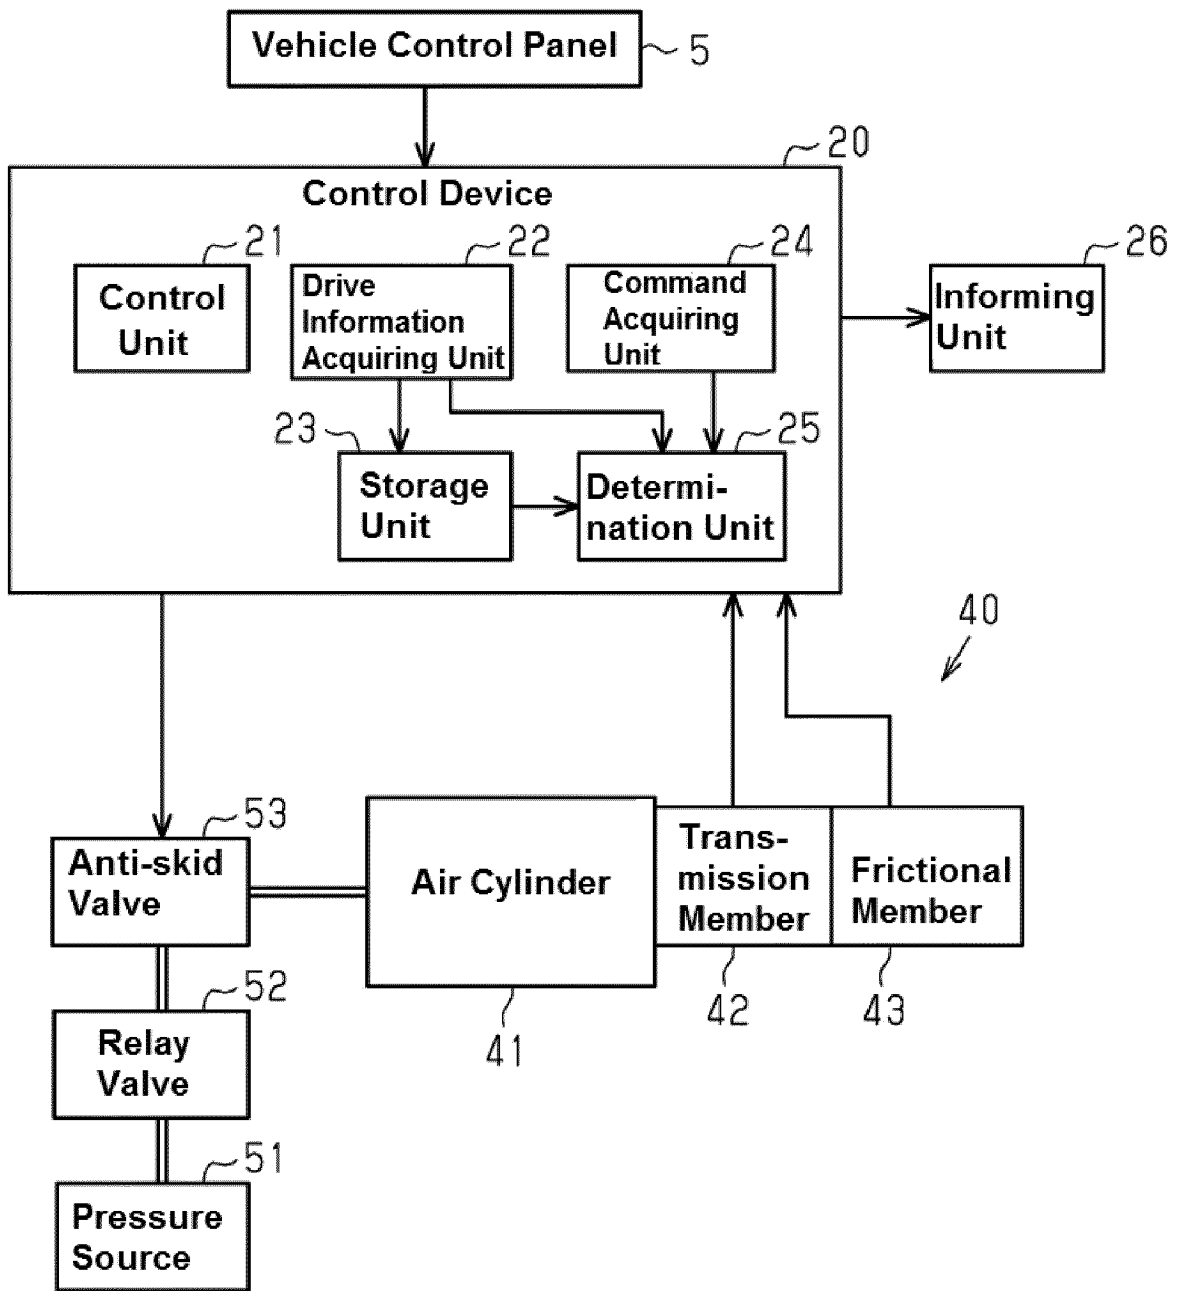 Vehicle Control Panel
5
20
Control Device
21
22
24
26
Control
Unit
Drive
Information
Acquiring Unit
Command
Acquiring
Unit
Informing
Unit
23
25
Storage
Unit
Determi-
nation Unit
40
53
Anti-skid
Valve
Air Cylinder
Trans-
mission
Member
Frictional
Member
52
41
42
43
Relay
Valve
51
Pressure
Source